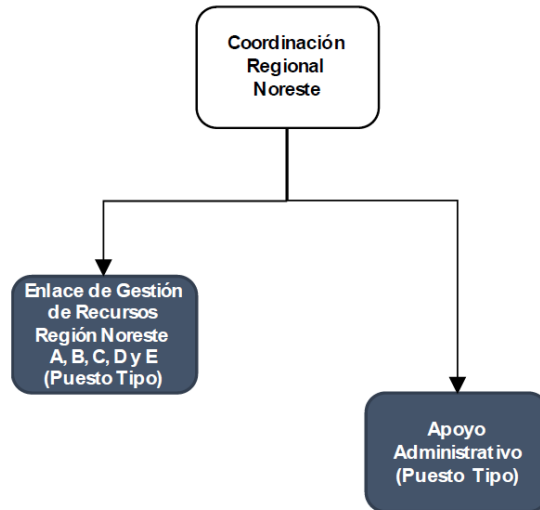 Coordinación
Regional
Noreste
Enlace de Gestión
de Recursos
Región Noreste
A, B, C, D y E
(Puesto Tipo)
Apoyo
Administrativo
(Puesto Tipo)